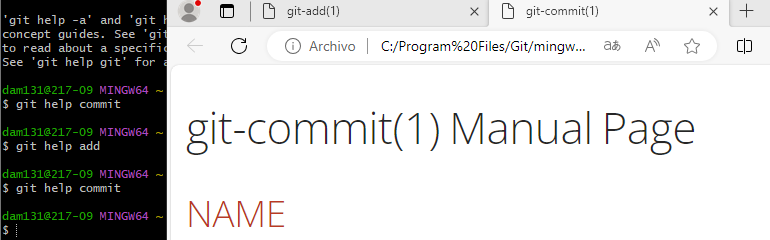 'git help -a' and 'git h
concept guides. See 'git
to read about a specific
See 'git help git' for a
dam131@217-09 MINGW64 ~
$ git help commit
dam131@217-09 MINGW64 ~
$ git help add
dam131@217-09 MINGW64 ~
$ git help commit
dam131@217-09 MINGW64 ~
$
git-add(1)
git-commit(1)
Archivo
C:/Program%20Files/Git/mingw...
aあ
git-commit(1) Manual Page
NAME